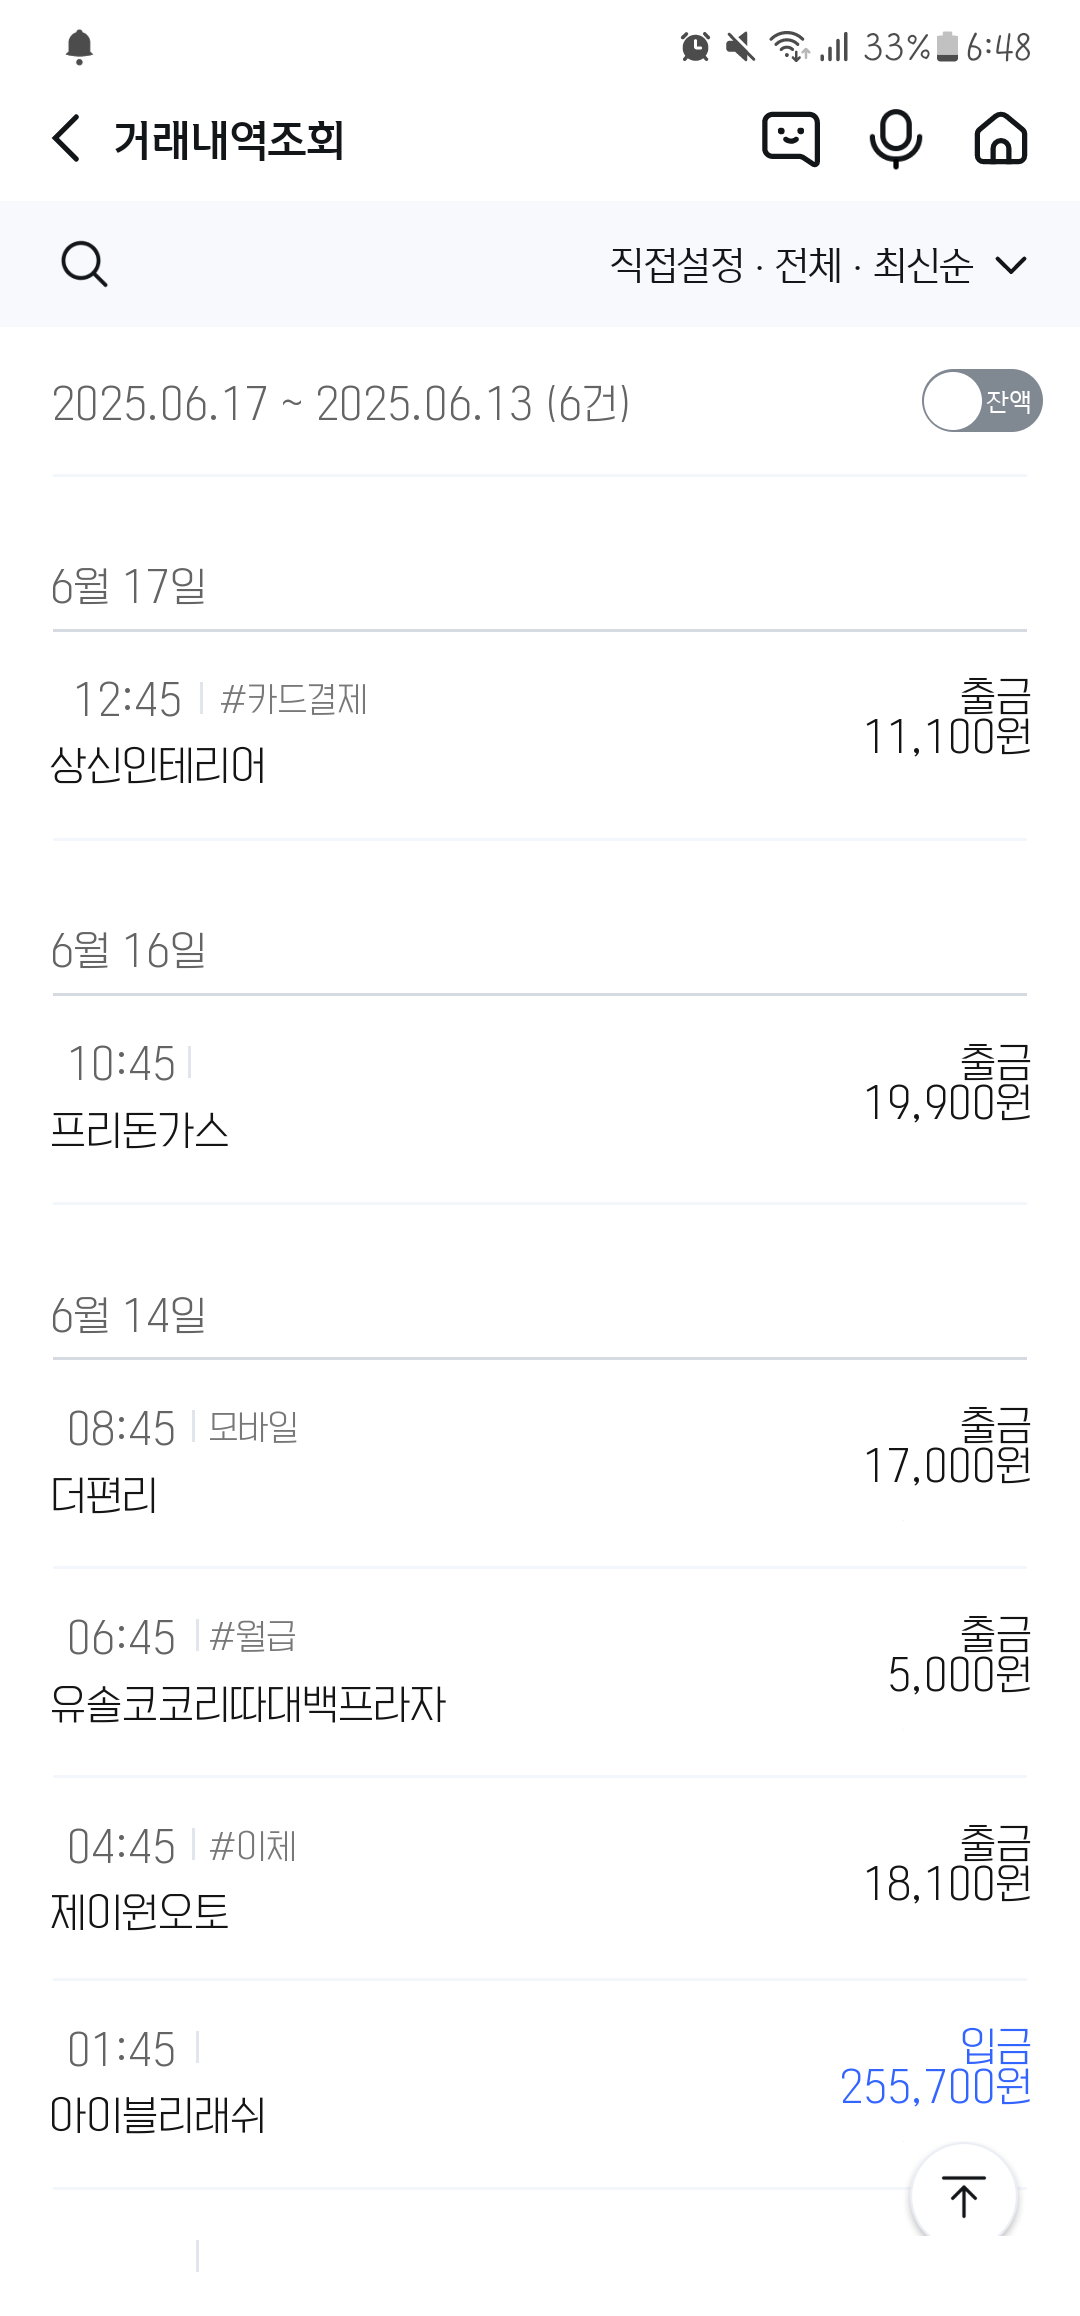 33% 6:48
거래내역조회
직접설정 · 전체 · 최신순
2025.06.17 ~ 2025.06.13 (6건)
잔액
6월 17일
12:45 #카드결제
출금
11,100원
상신인테리어
6월 16일
10:45
출금
19,900원
프리돈가스
6월 14일
08:45 모바일
출금
17,000원
더편리
06:45 #월급
출금
5,000원
유솔코코리따대백프라자
04:45 #이체
출금
18,100원
제이원오토
01:45
입금
255,700원
아이블리래쉬